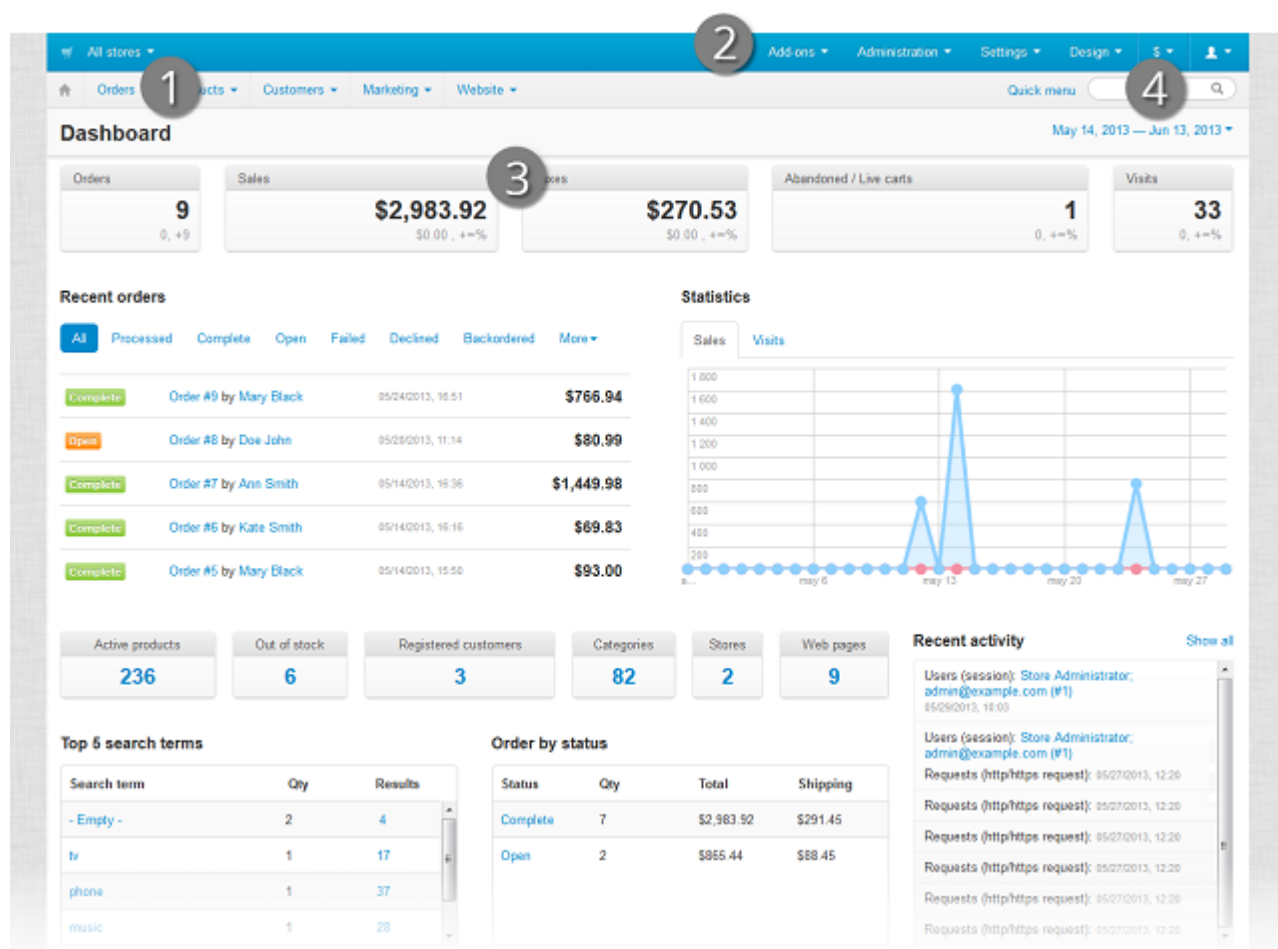 All stores
2
Add-ons Administration Settings Design $
Orders 1 ucts Customers Marketing Website Quick menu 4
Dashboard
May 14, 2013 — Jun 13, 2013
3
Orders Sales xes Abandoned / Live carts Visits
9 $2,983.92 $270.53 1 33
0, +9 $0.00 , +∞% $0.00 , +∞% 0, +∞% 0, +∞%
Recent orders Statistics
All Processed Complete Open Failed Declined Backordered More
Sales Visits
Complete Order #9 by Mary Black 05/24/2013, 16:51 $766.94
Open Order #8 by Doe John 05/20/2013, 11:14 $80.99
Complete Order #7 by Ann Smith 05/14/2013, 16:36 $1,449.98
Complete Order #6 by Kate Smith 05/14/2013, 16:16 $69.83
Complete Order #5 by Mary Black 05/14/2013, 15:50 $93.00
1 800
1 600
1 400
1 200
1 000
800
600
400
200
a... may 6 may 13 may 20 may 27
Active products Out of stock Registered customers Categories Stores Web pages
236 6 3 82 2 9
Recent activity Show all
Users (session): Store Administrator;
admin@example.com (#1)
05/29/2013, 10:03
Users (session): Store Administrator;
admin@example.com (#1)
Requests (http/https request): 05/27/2013, 12:20
Requests (http/https request): 05/27/2013, 12:20
Requests (http/https request): 05/27/2013, 12:20
Requests (http/https request): 05/27/2013, 12:20
Requests (http/https request): 05/27/2013, 12:20
Requests (http/https request): 05/27/2013, 12:20
Top 5 search terms
Search term Qty Results
- Empty - 2 4
tv 1 17
phone 1 37
music 1 28
Order by status
Status Qty Total Shipping
Complete 7 $2,983.92 $291.45
Open 2 $865.44 $88.45